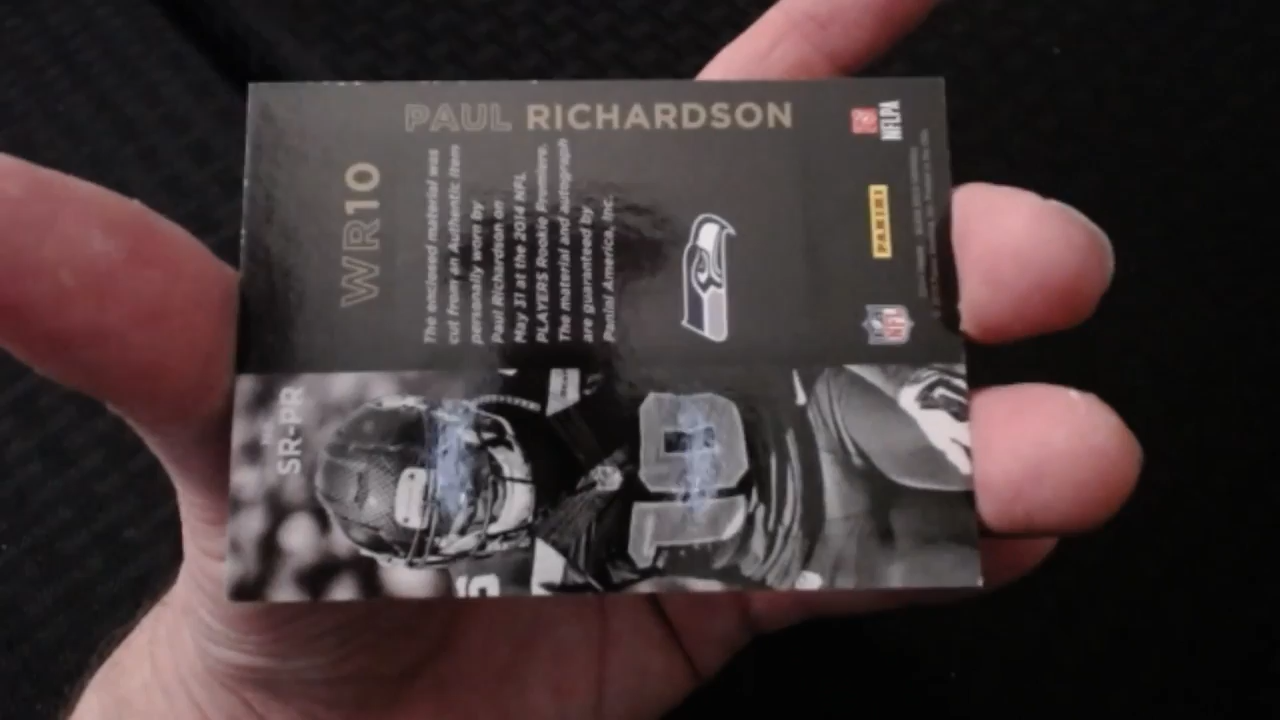 PAUL RICHARDSON
WR10
The enclosed material was
cut from an Authentic item
personally worn by
Paul Richardson on
May 31 at the 2014 NFL
PLAYERS Rookie Premiere.
The material and autograph
are guaranteed by
Panini America, Inc.
NFLPA
PANINI
NFL
SR-PR
10